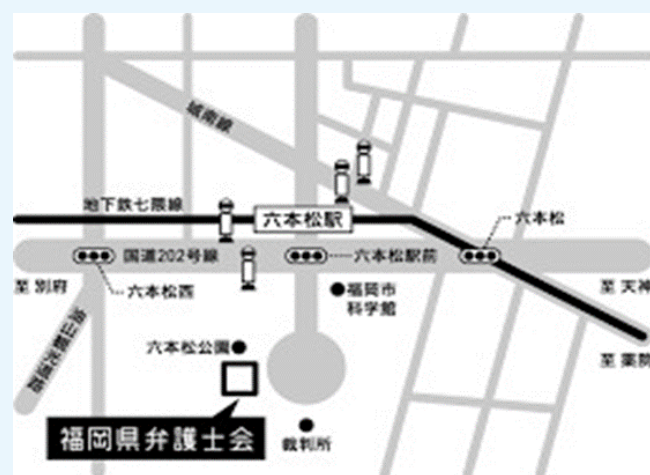 城南線
地下鉄七隈線
六本松駅
六本松
国道202号線
六本松駅前
至 別府
六本松西
至 天神
福岡市
科学館
六本松公園
至 薬院
福岡県弁護士会
裁判所